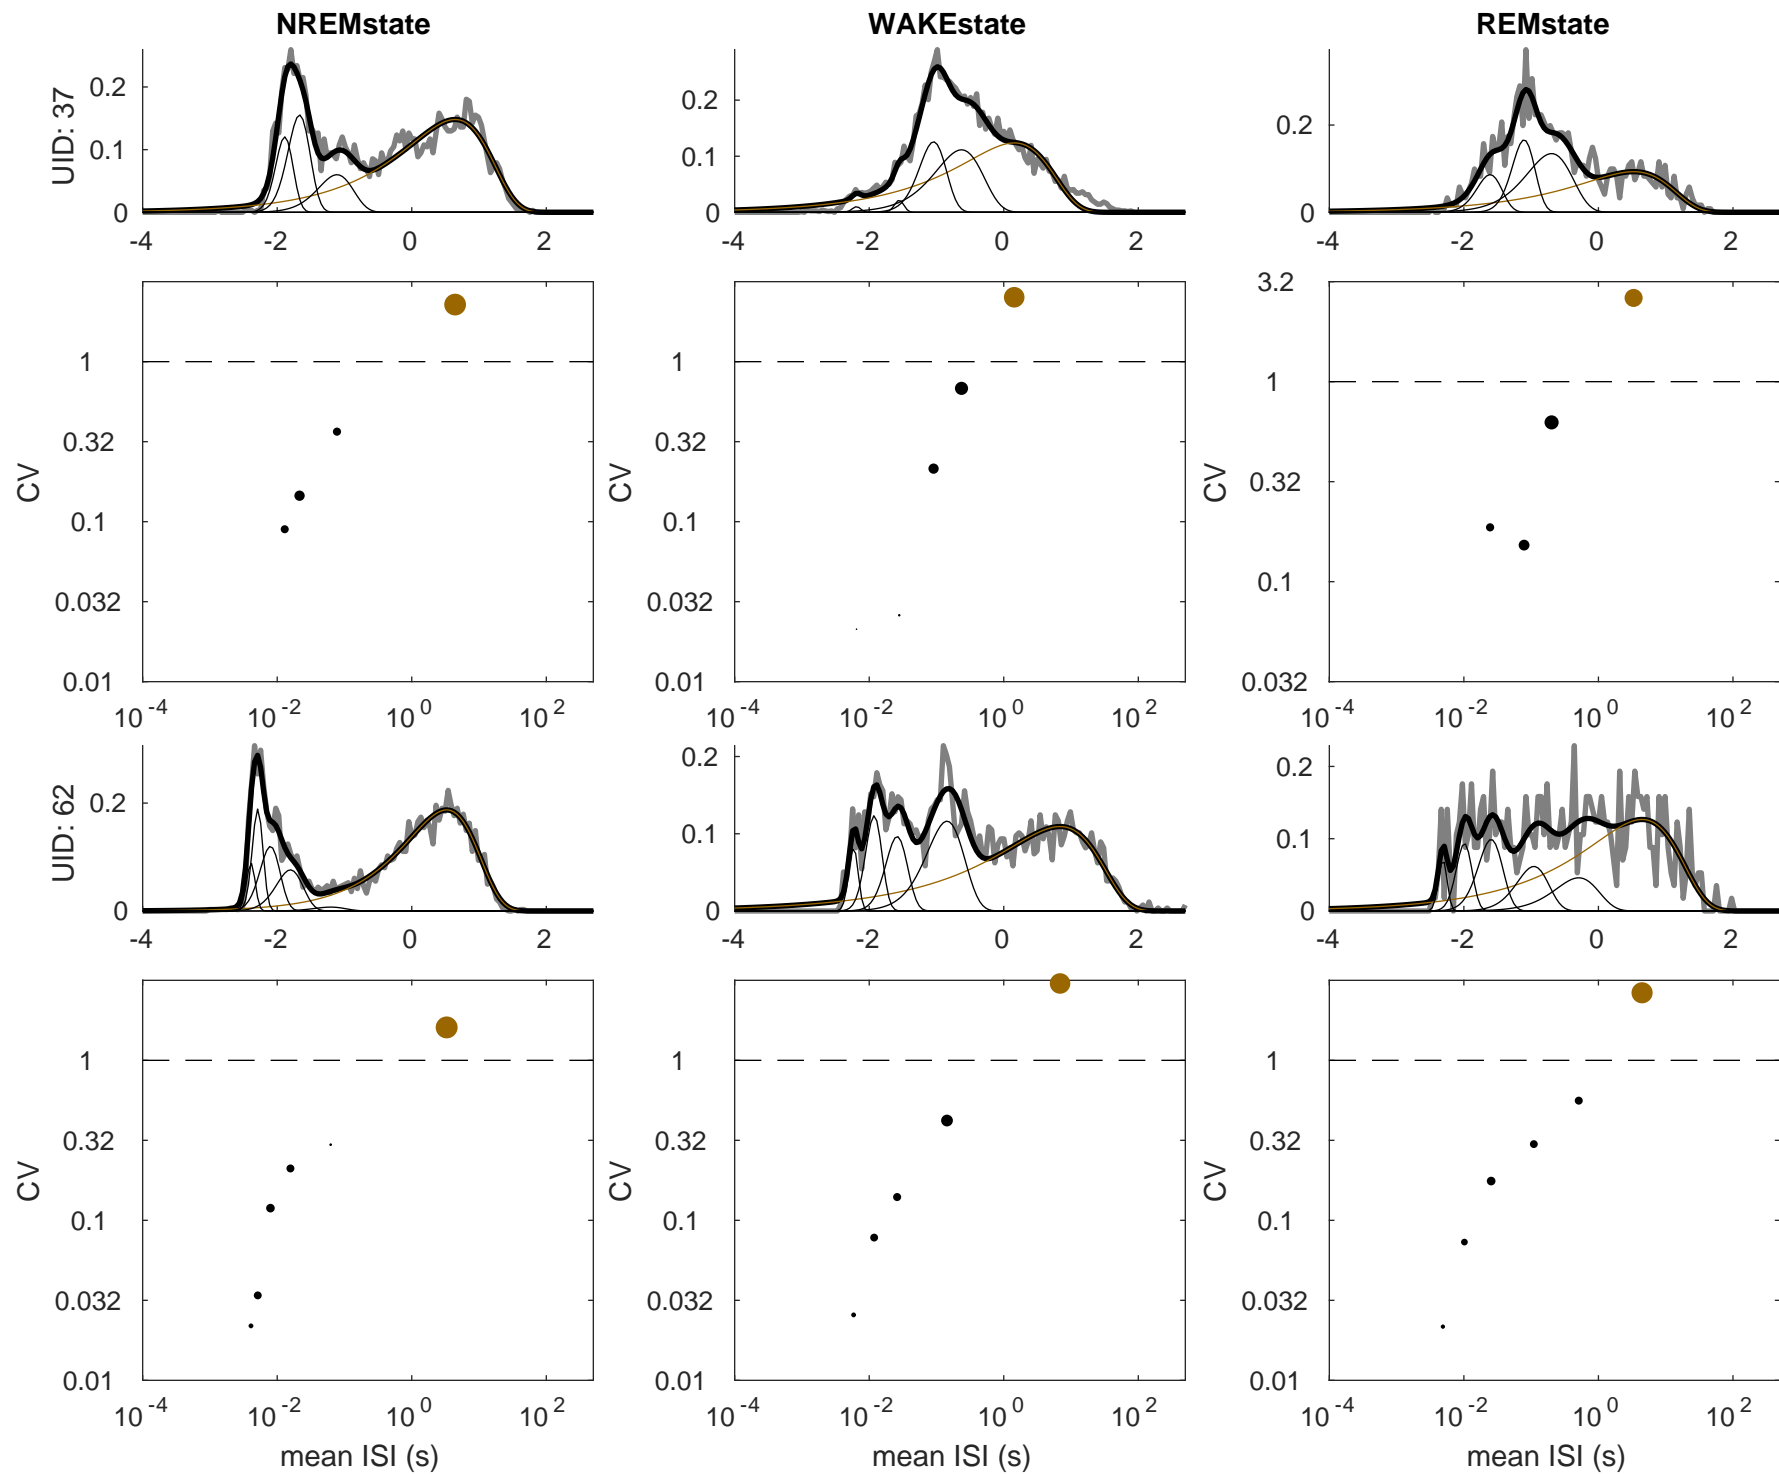 NREMstate WAKEstate REMstate
UID: 37
0.2 0.2 0.2
0.1 0.1
0 0 0
-4 -2 0 2 -4 -2 0 2 -4 -2 0 2
CV CV CV
1 1 3.2
0.32 0.32 1
0.1 0.1 0.32
0.032 0.032 0.1
0.01 0.01 0.032
10^-4 10^-2 10^0 10^2 10^-4 10^-2 10^0 10^2 10^-4 10^-2 10^0 10^2
UID: 62
0.2 0.2 0.2
0.1 0.1
0 0 0
-4 -2 0 2 -4 -2 0 2 -4 -2 0 2
CV CV CV
1 1 1
0.32 0.32 0.32
0.1 0.1 0.1
0.032 0.032 0.032
0.01 0.01 0.01
10^-4 10^-2 10^0 10^2 10^-4 10^-2 10^0 10^2 10^-4 10^-2 10^0 10^2
mean ISI (s) mean ISI (s) mean ISI (s)